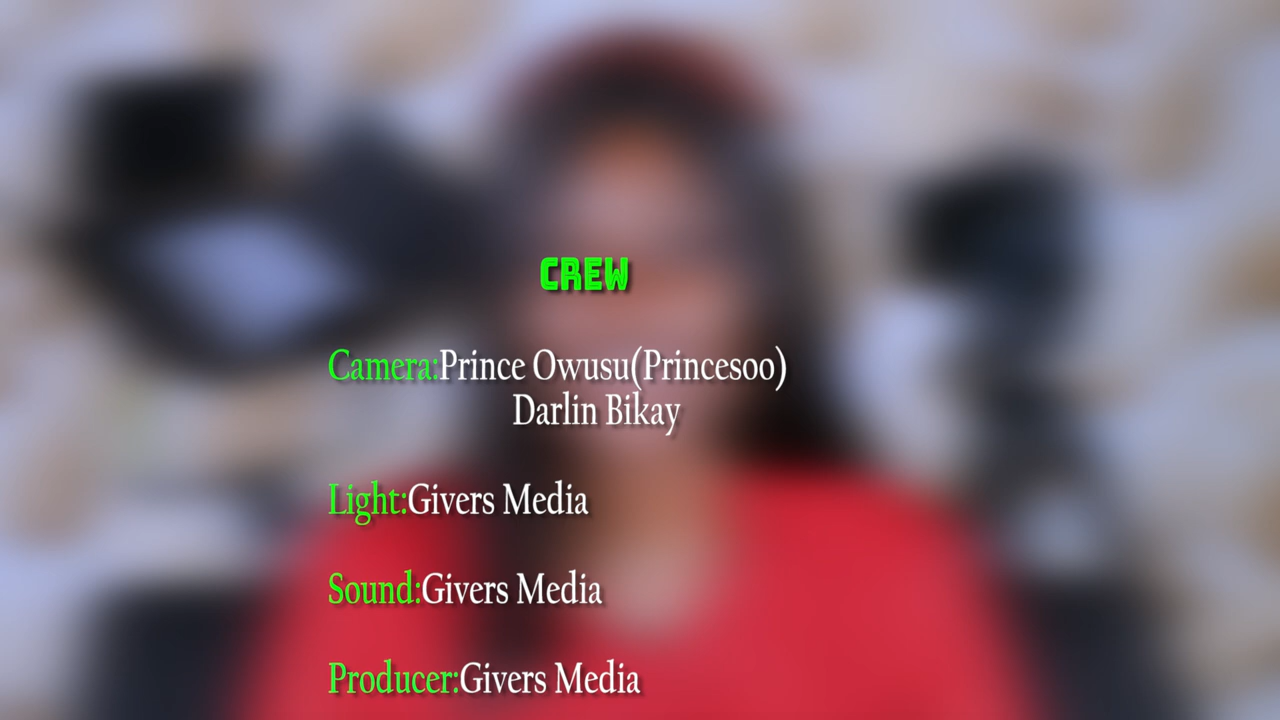 CREW
Camera:Prince Owusu(Princesoo)
Darlin Bikay
Light:Givers Media
Sound:Givers Media
Producer:Givers Media